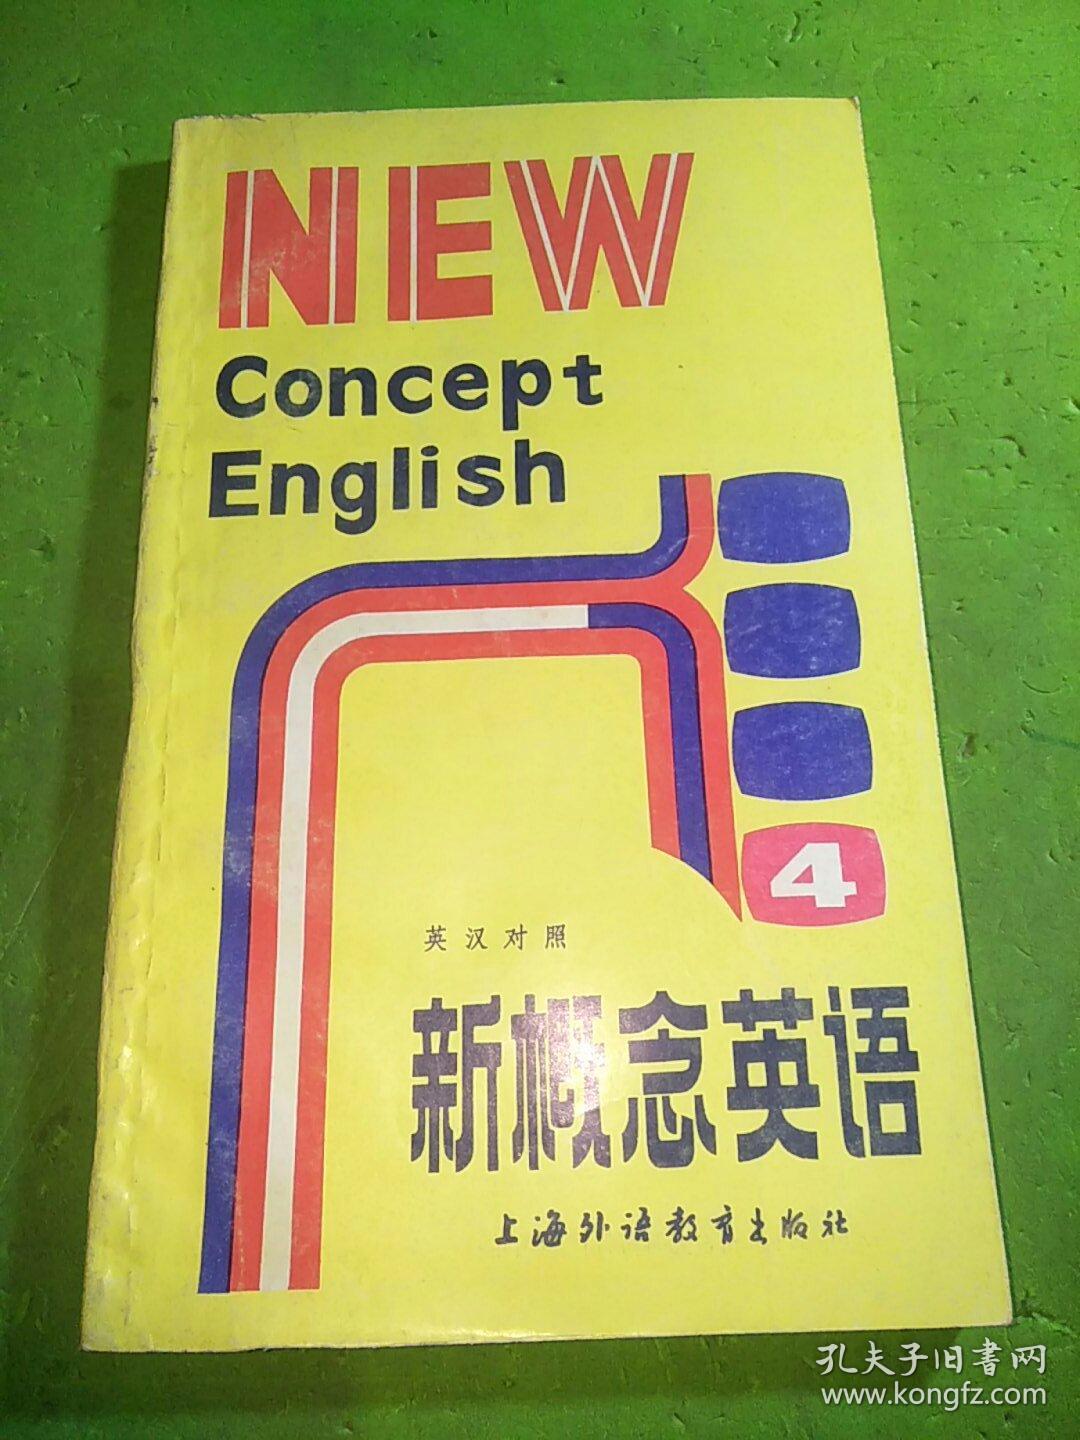 NEW
Concept
English
4
英汉对照
新概念英语
上海外语教育出版社
孔夫子旧書网
www.kongfz.com